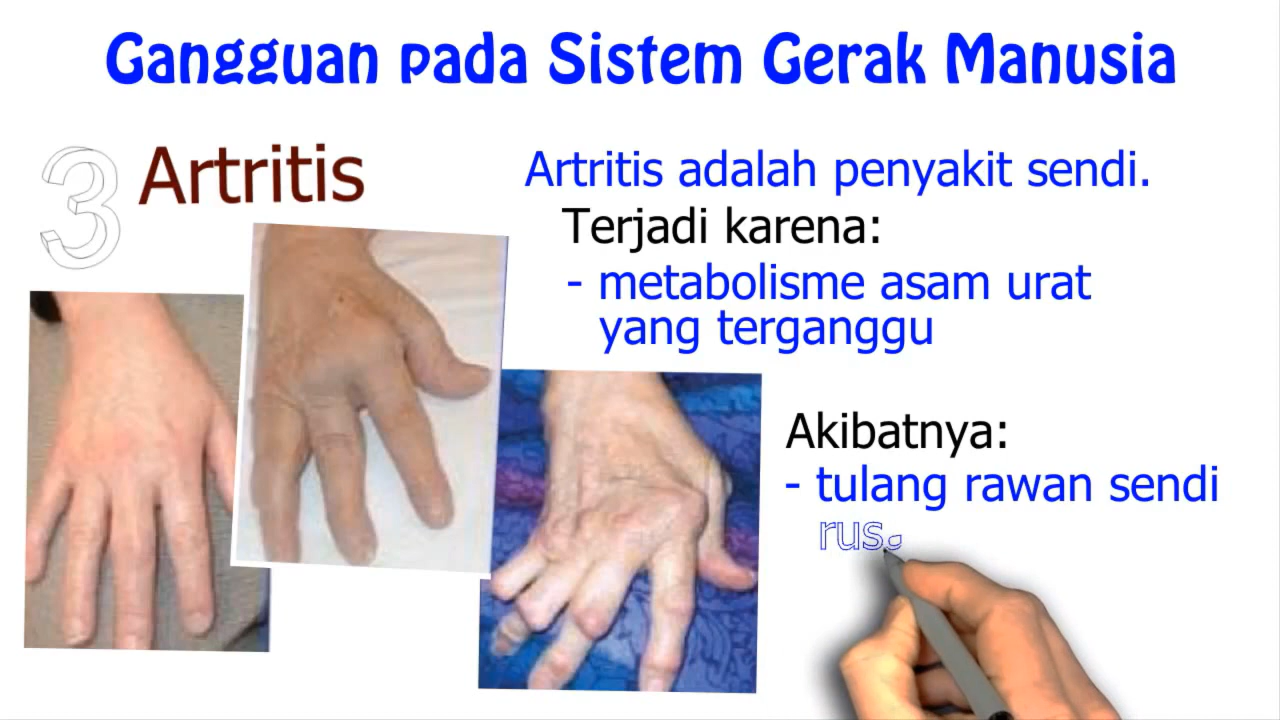 Gangguan pada Sistem Gerak Manusia
3 Artritis
Artritis adalah penyakit sendi.
Terjadi karena:
- metabolisme asam urat
yang terganggu
Akibatnya:
- tulang rawan sendi